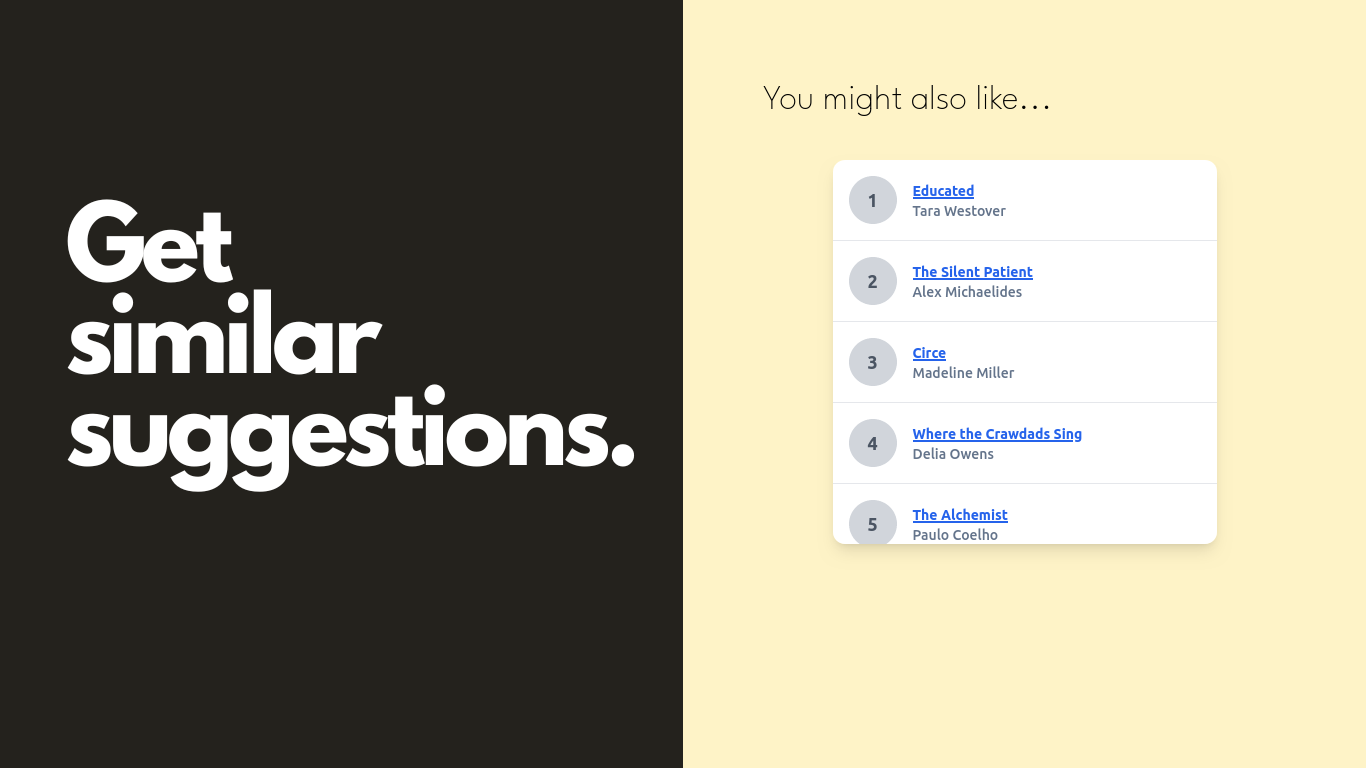 Get
similar
suggestions.
You might also like...
1
Educated
Tara Westover
2
The Silent Patient
Alex Michaelides
3
Circe
Madeline Miller
4
Where the Crawdads Sing
Delia Owens
5
The Alchemist
Paulo Coelho